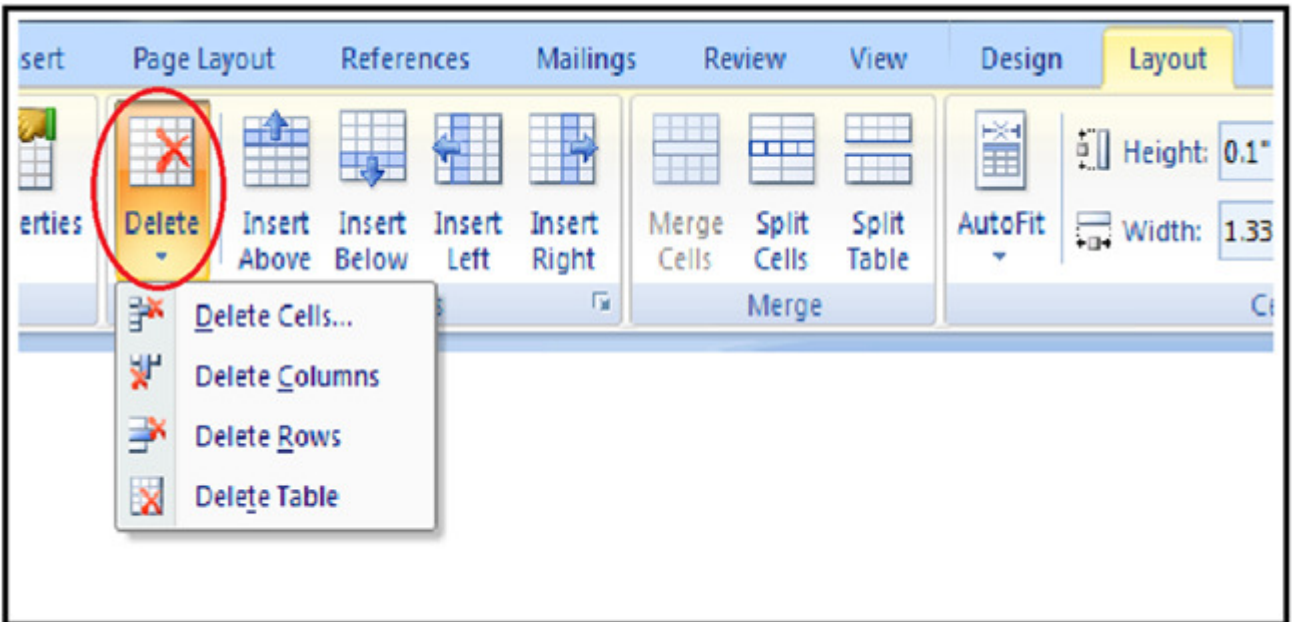 sert Page Layout References Mailings Review View Design Layout
erties Delete Insert Above Insert Below Insert Left Insert Right Merge Cells Split Cells Split Table AutoFit Height: 0.1"
Width: 1.33
s Merge Ce
Delete Cells...
Delete Columns
Delete Rows
Delete Table